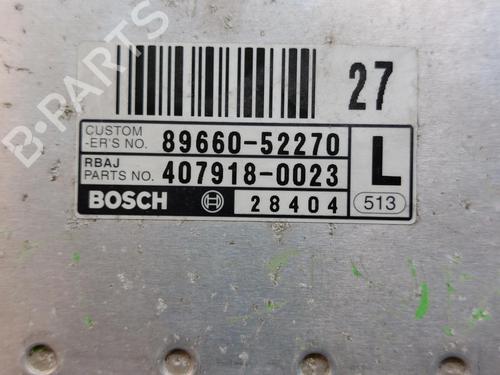 B-PARTS
27
CUSTOM
-ER'S NO. 89660-52270
RBAJ
PARTS NO. 407918-0023
L
BOSCH 28404 513